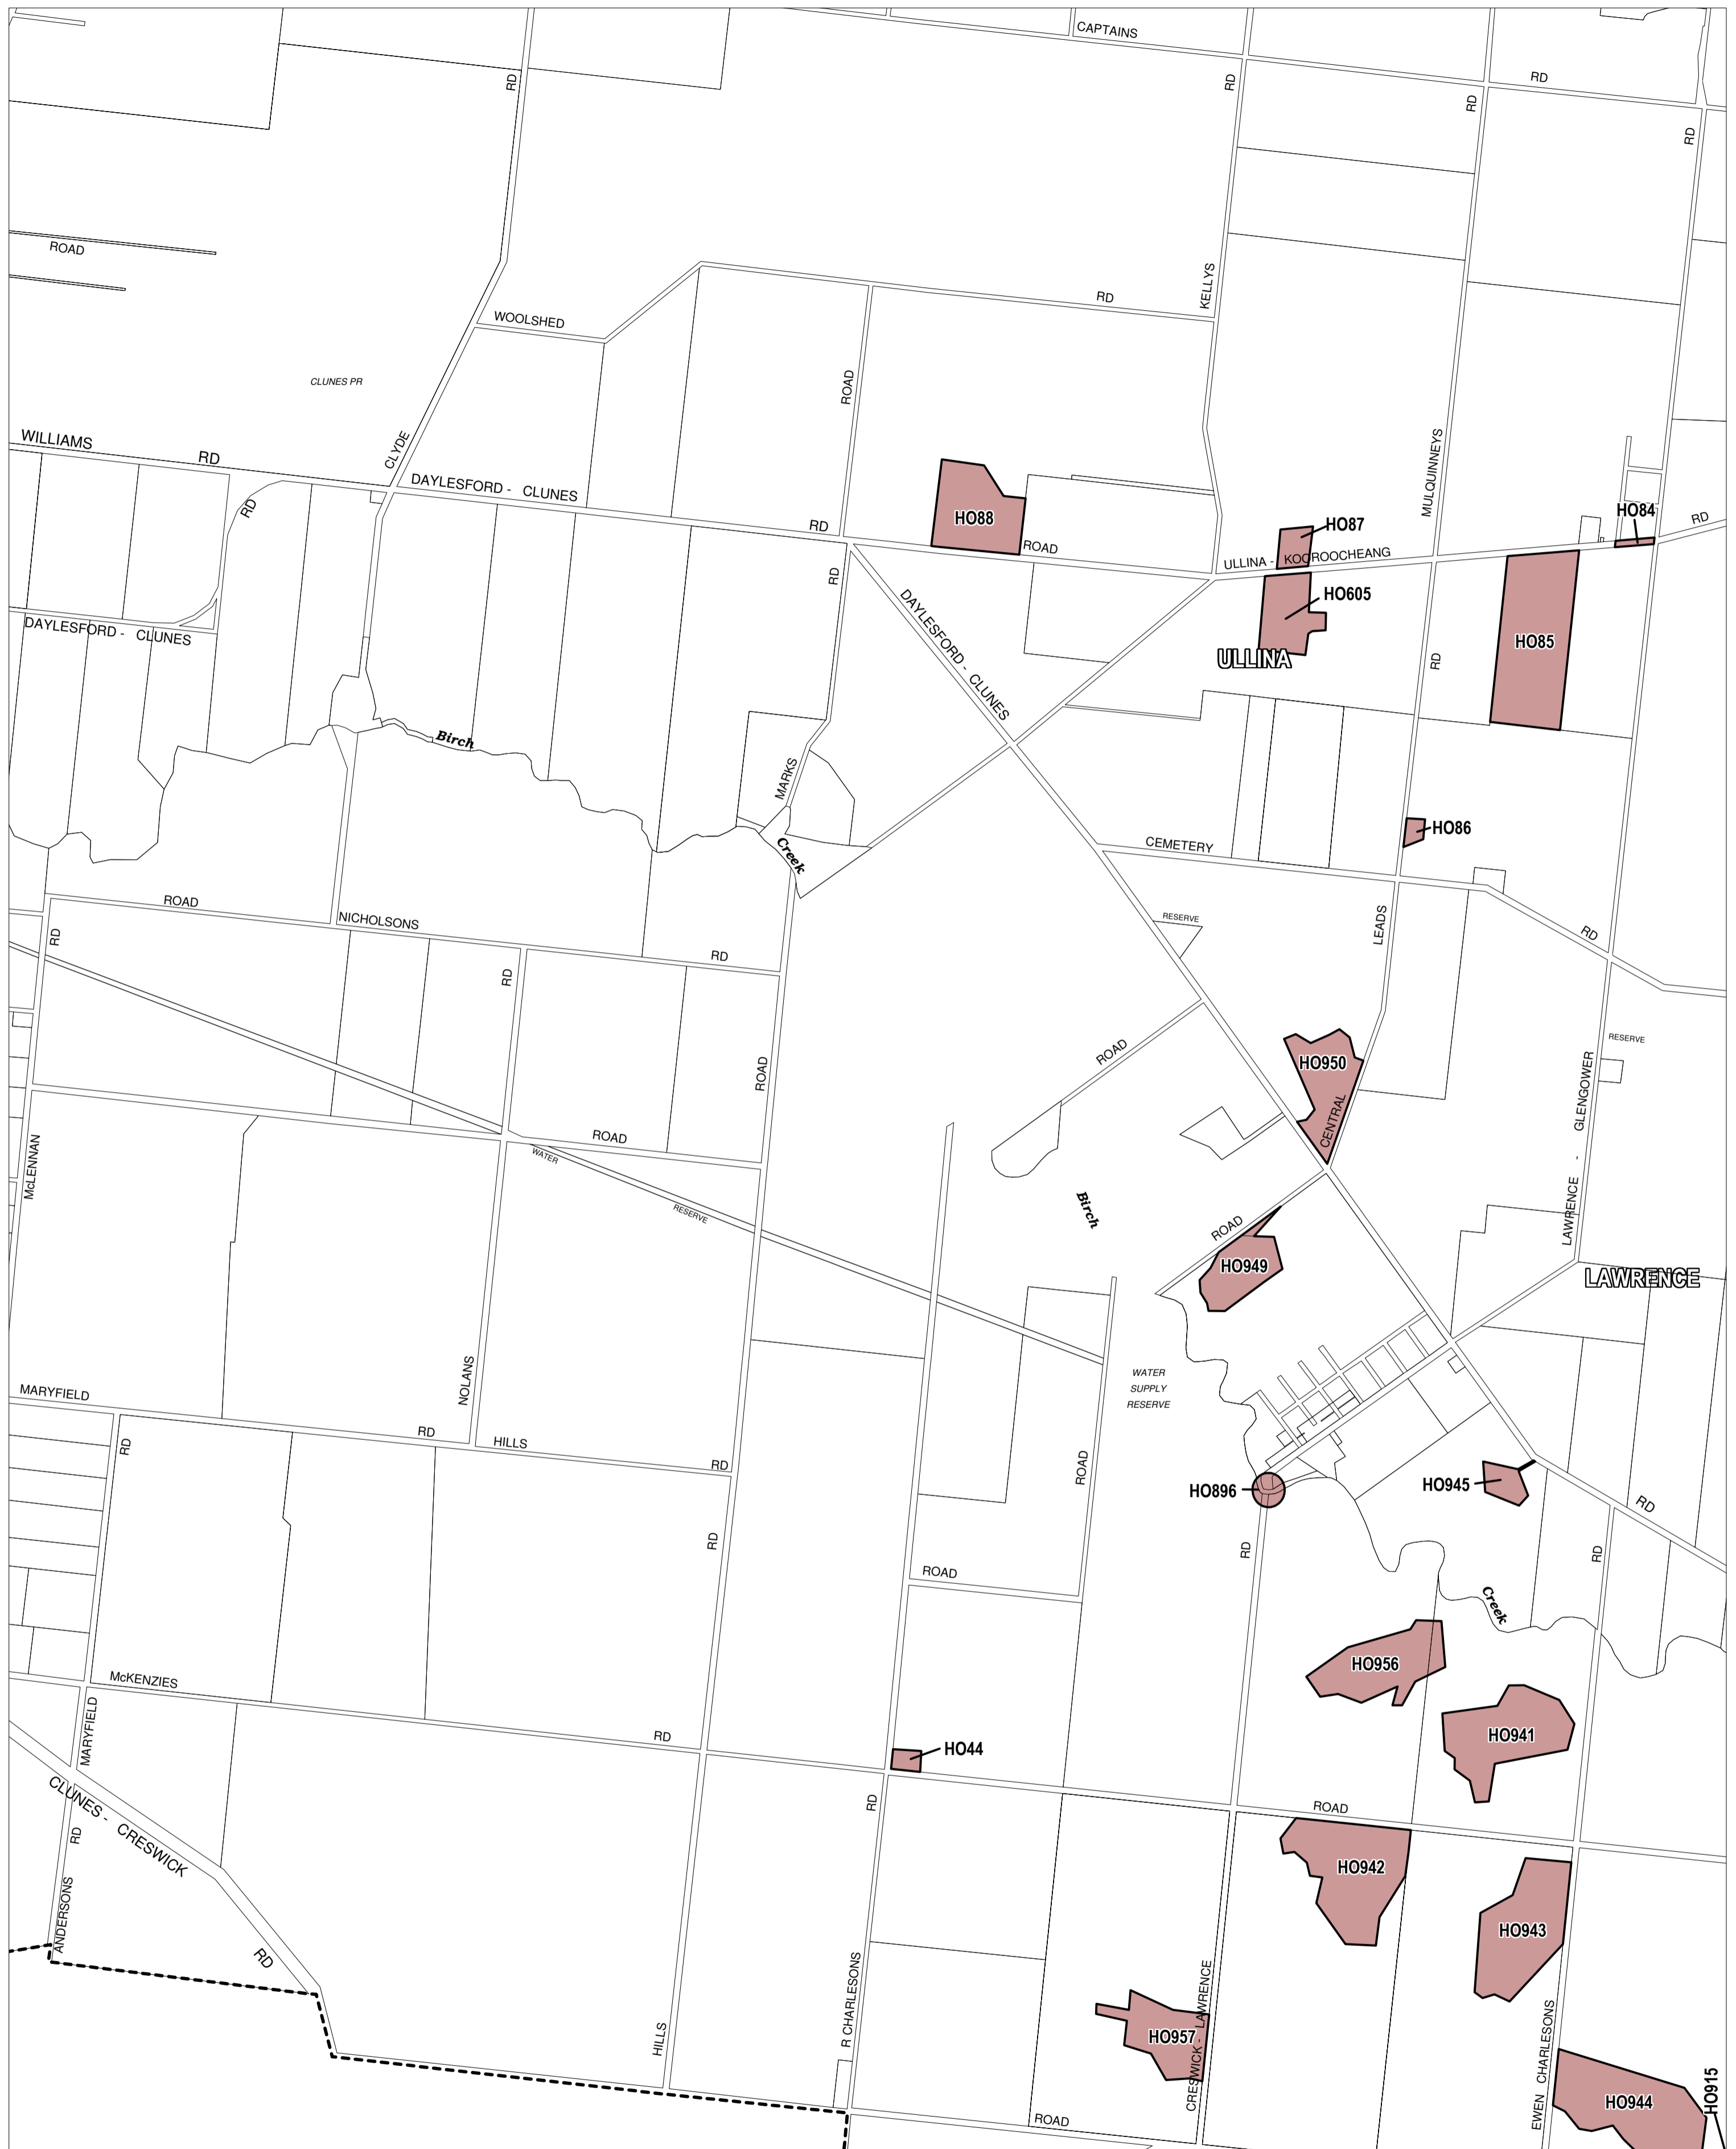 CAPTAINS
RD
RD
RD
RD
RD
ROAD
KELLYS
RD
WOOLSHED
ROAD
CLUNES PR
MULQUINNEYS
WILLIAMS
RD
CLYDE
DAYLESFORD - CLUNES
RD
RD
HO88
ROAD
HO87
HO84
RD
ULLINA - KOOROOCHEANG
RD
HO605
DAYLESFORD - CLUNES
DAYLESFORD - CLUNES
ULLINA
RD
HO85
Birch
MARKS
Creek
CEMETERY
HO86
ROAD
NICHOLSONS
RESERVE
LEADS
RD
RD
RD
RD
ROAD
HO950
RESERVE
GLENGOWER
-
LAWRENCE
ROAD
CENTRAL
ROAD
WATER
McLENNAN
RESERVE
Birch
ROAD
HO949
LAWRENCE
NOLANS
WATER
SUPPLY
RESERVE
MARYFIELD
RD
HILLS
RD
RD
ROAD
HO896
HO945
RD
RD
RD
RD
ROAD
Creek
HO956
McKENZIES
MARYFIELD
RD
HO44
HO941
CLUNES - CRESWICK
RD
RD
ROAD
HO942
ANDERSONS
RD
HO943
R CHARLESONS
CRESWICK - LAWRENCE
HILLS
HO957
EWEN CHARLESONS
HO944
HO915
ROAD